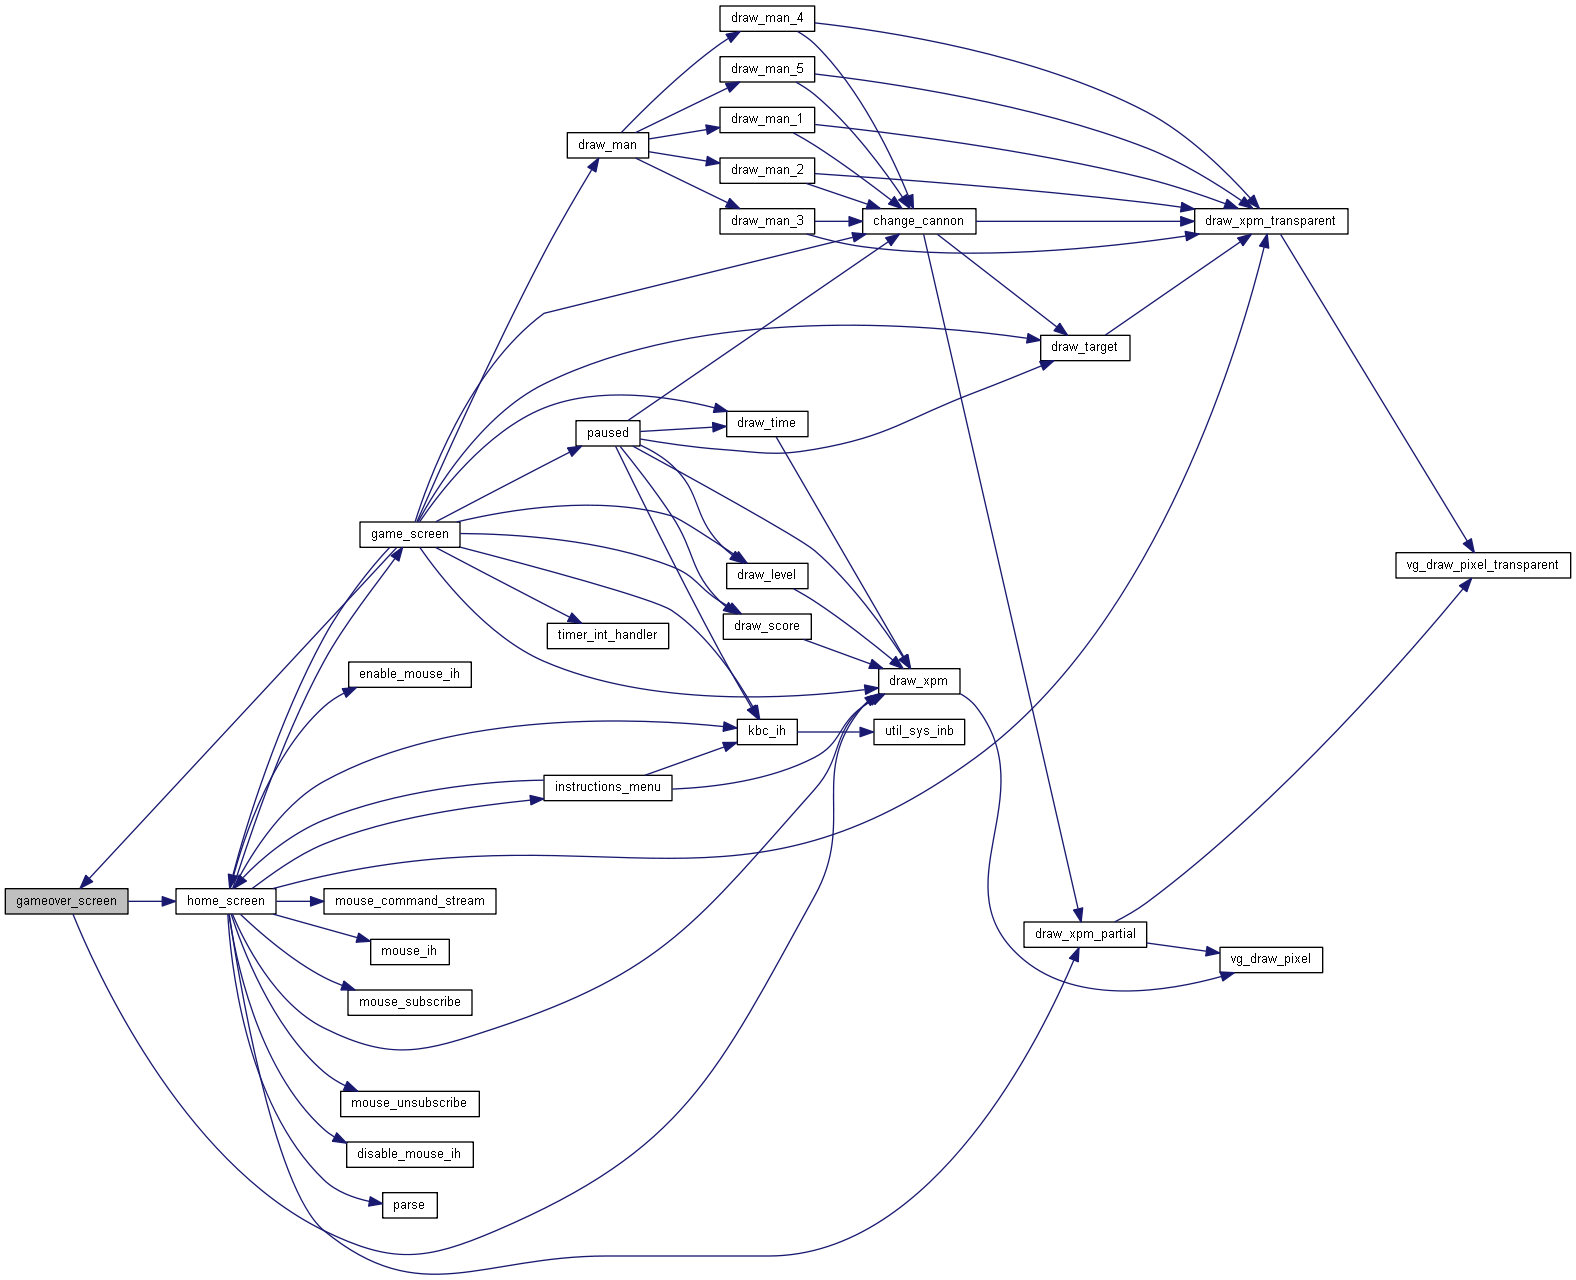 draw_man_4
draw_man_5
draw_man_1
draw_man
draw_man_2
draw_man_3
change_cannon
draw_xpm_transparent
draw_target
draw_time
paused
game_screen
vg_draw_pixel_transparent
draw_level
draw_score
timer_int_handler
enable_mouse_ih
draw_xpm
kbc_ih
util_sys_inb
instructions_menu
gameover_screen
home_screen
mouse_command_stream
draw_xpm_partial
mouse_ih
vg_draw_pixel
mouse_subscribe
mouse_unsubscribe
disable_mouse_ih
parse